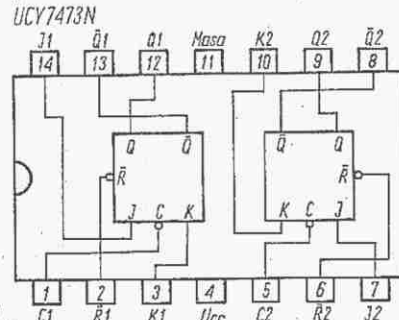 UCY7473N
J1 Q̄1 Q1 Masa K2 Q2 Q̄2
14 13 12 11 10 9 8
Q Q̄ Q̄ Q
R̄ R̄
J C K K C J
1 2 3 4 5 6 7
C1 R̄1 K1 Ucc C2 R̄2 J2